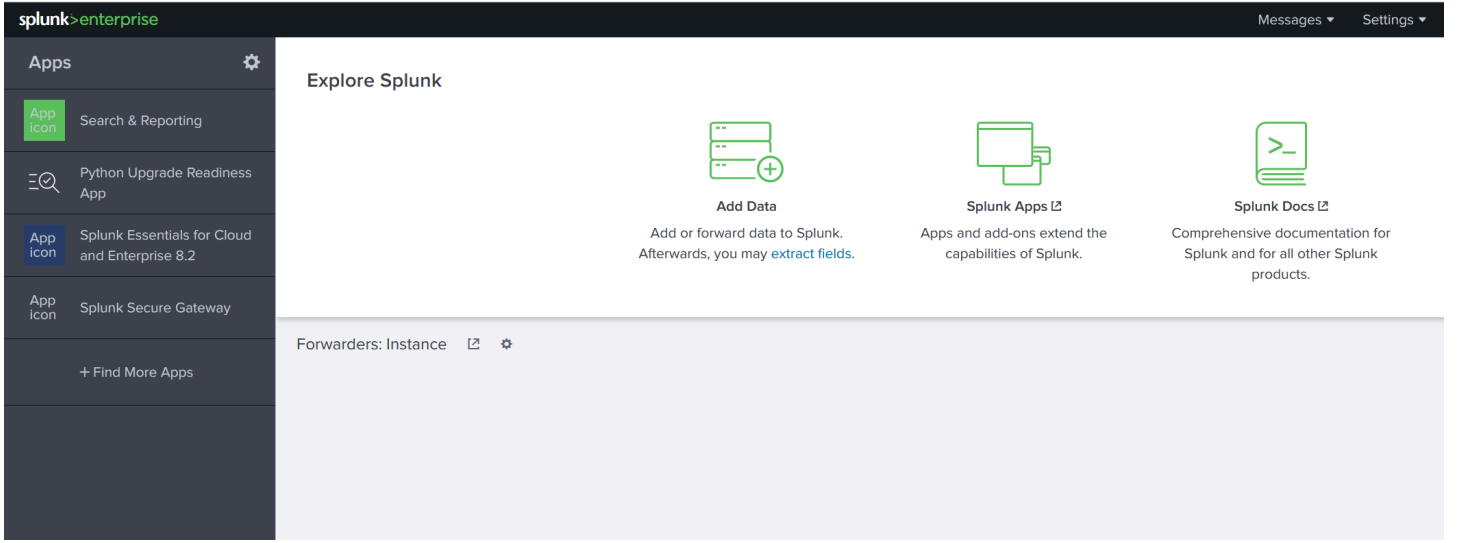 splunk>enterprise
Messages
Settings
Apps
App
icon
Search & Reporting
Python Upgrade Readiness
App
App
icon
Splunk Essentials for Cloud
and Enterprise 8.2
App
icon
Splunk Secure Gateway
+ Find More Apps
Explore Splunk
Add Data
Add or forward data to Splunk.
Afterwards, you may extract fields.
Splunk Apps
Apps and add-ons extend the
capabilities of Splunk.
>_
Splunk Docs
Comprehensive documentation for
Splunk and for all other Splunk
products.
Forwarders: Instance